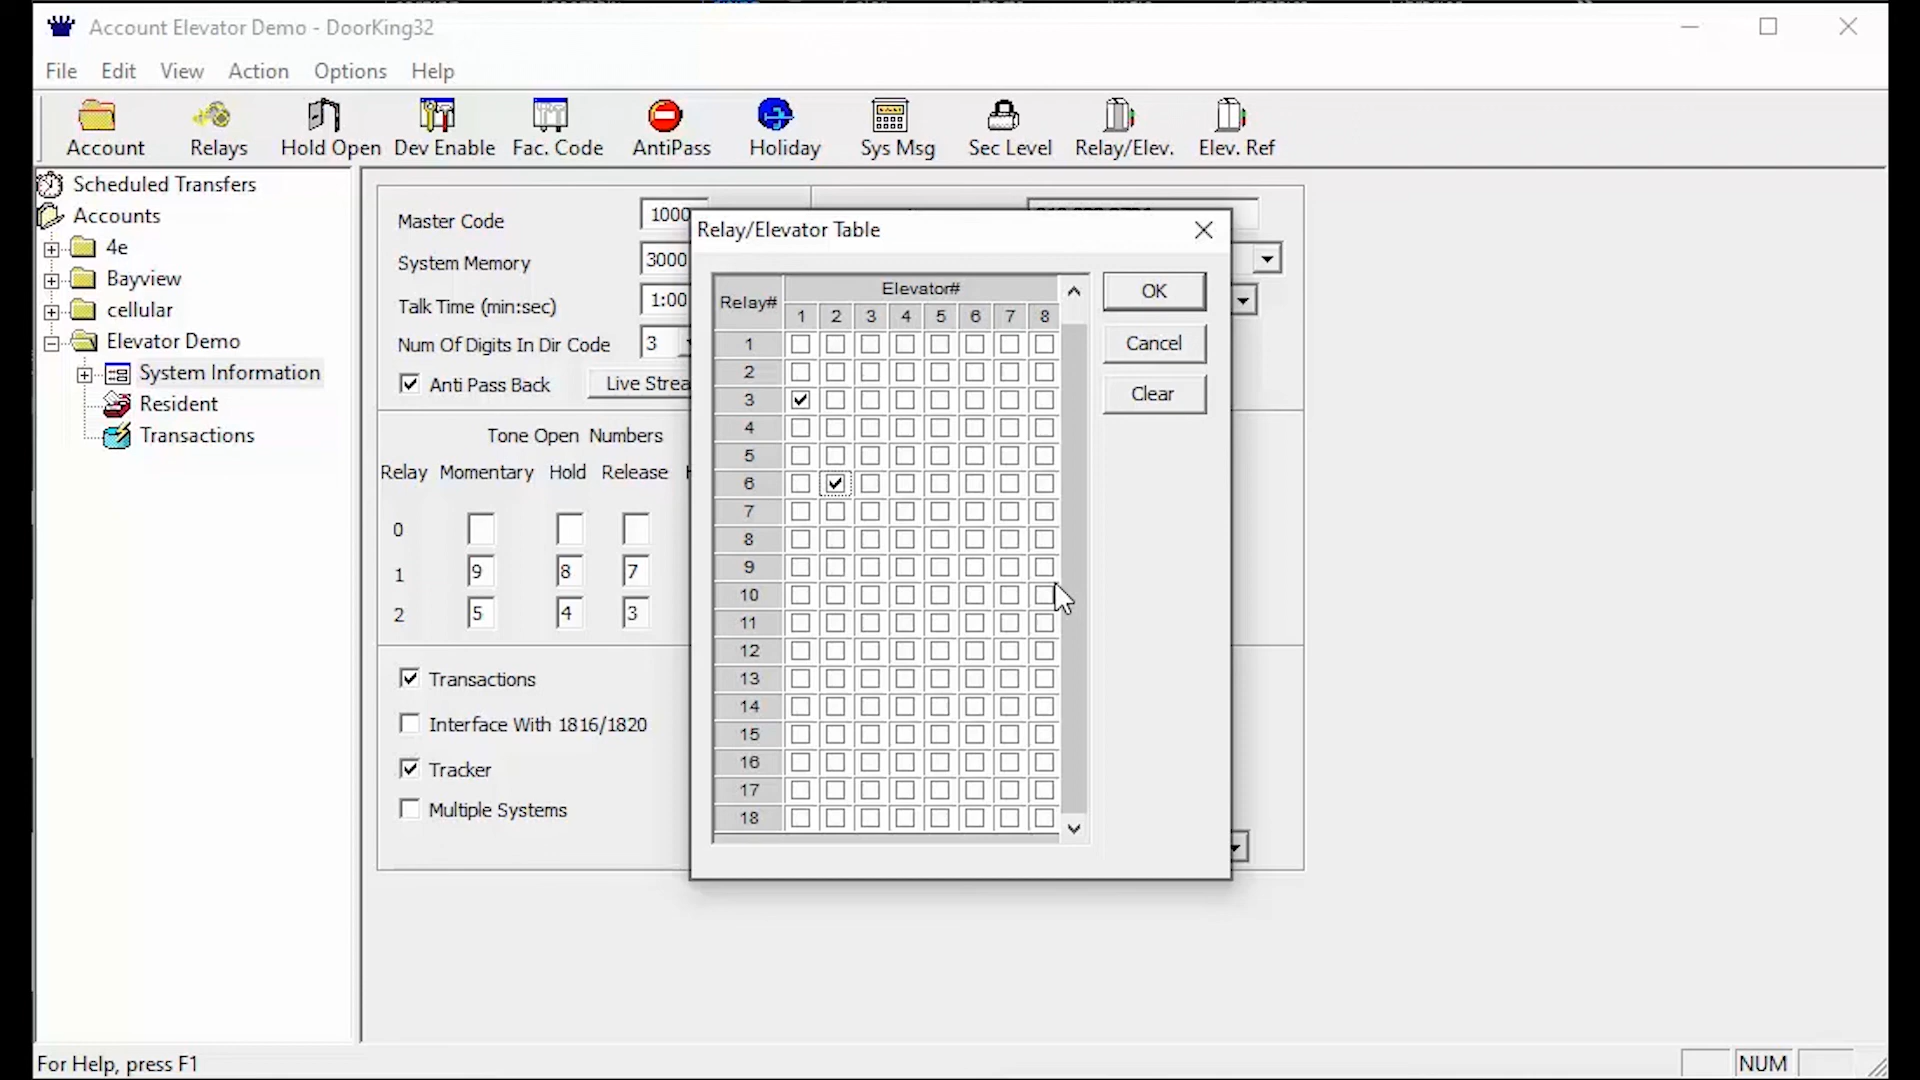 Account Elevator Demo - DoorKing32
File Edit View Action Options Help
Account Relays Hold Open Dev Enable Fac. Code AntiPass Holiday Sys Msg Sec Level Relay/Elev. Elev. Ref
Scheduled Transfers
Accounts
4e
Bayview
cellular
Elevator Demo
System Information
Resident
Transactions
Master Code 1000
System Memory 3000
Talk Time (min:sec) 1:00
Num Of Digits In Dir Code 3
Anti Pass Back Live Strea
Tone Open Numbers
Relay Momentary Hold Release
0
1 9 8 7
2 5 4 3
Transactions
Interface With 1816/1820
Tracker
Multiple Systems
Relay/Elevator Table
Relay# Elevator#
1 2 3 4 5 6 7 8
1
2
3
4
5
6
7
8
9
10
11
12
13
14
15
16
17
18
OK
Cancel
Clear
For Help, press F1
NUM